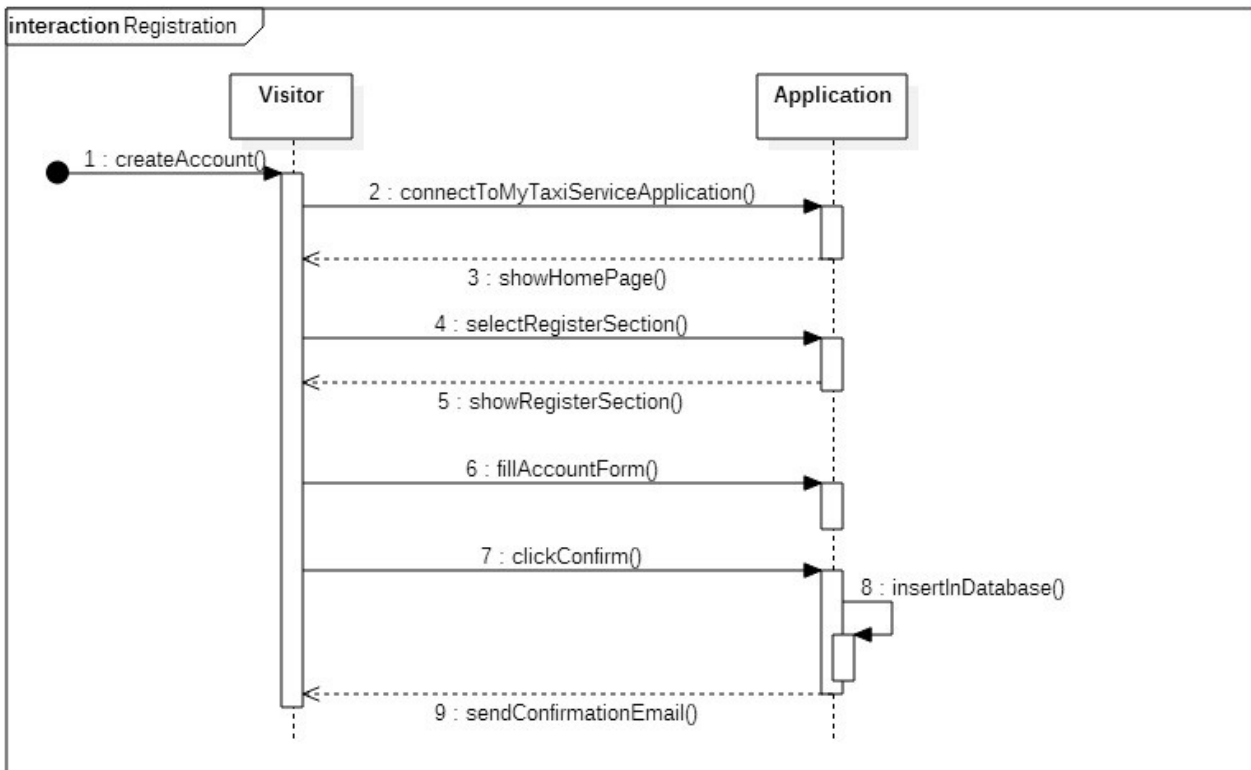 interaction Registration
Visitor
Application
1 : createAccount()
2 : connectToMyTaxiServiceApplication()
3 : showHomePage()
4 : selectRegisterSection()
5 : showRegisterSection()
6 : fillAccountForm()
7 : clickConfirm()
8 : insertInDatabase()
9 : sendConfirmationEmail()